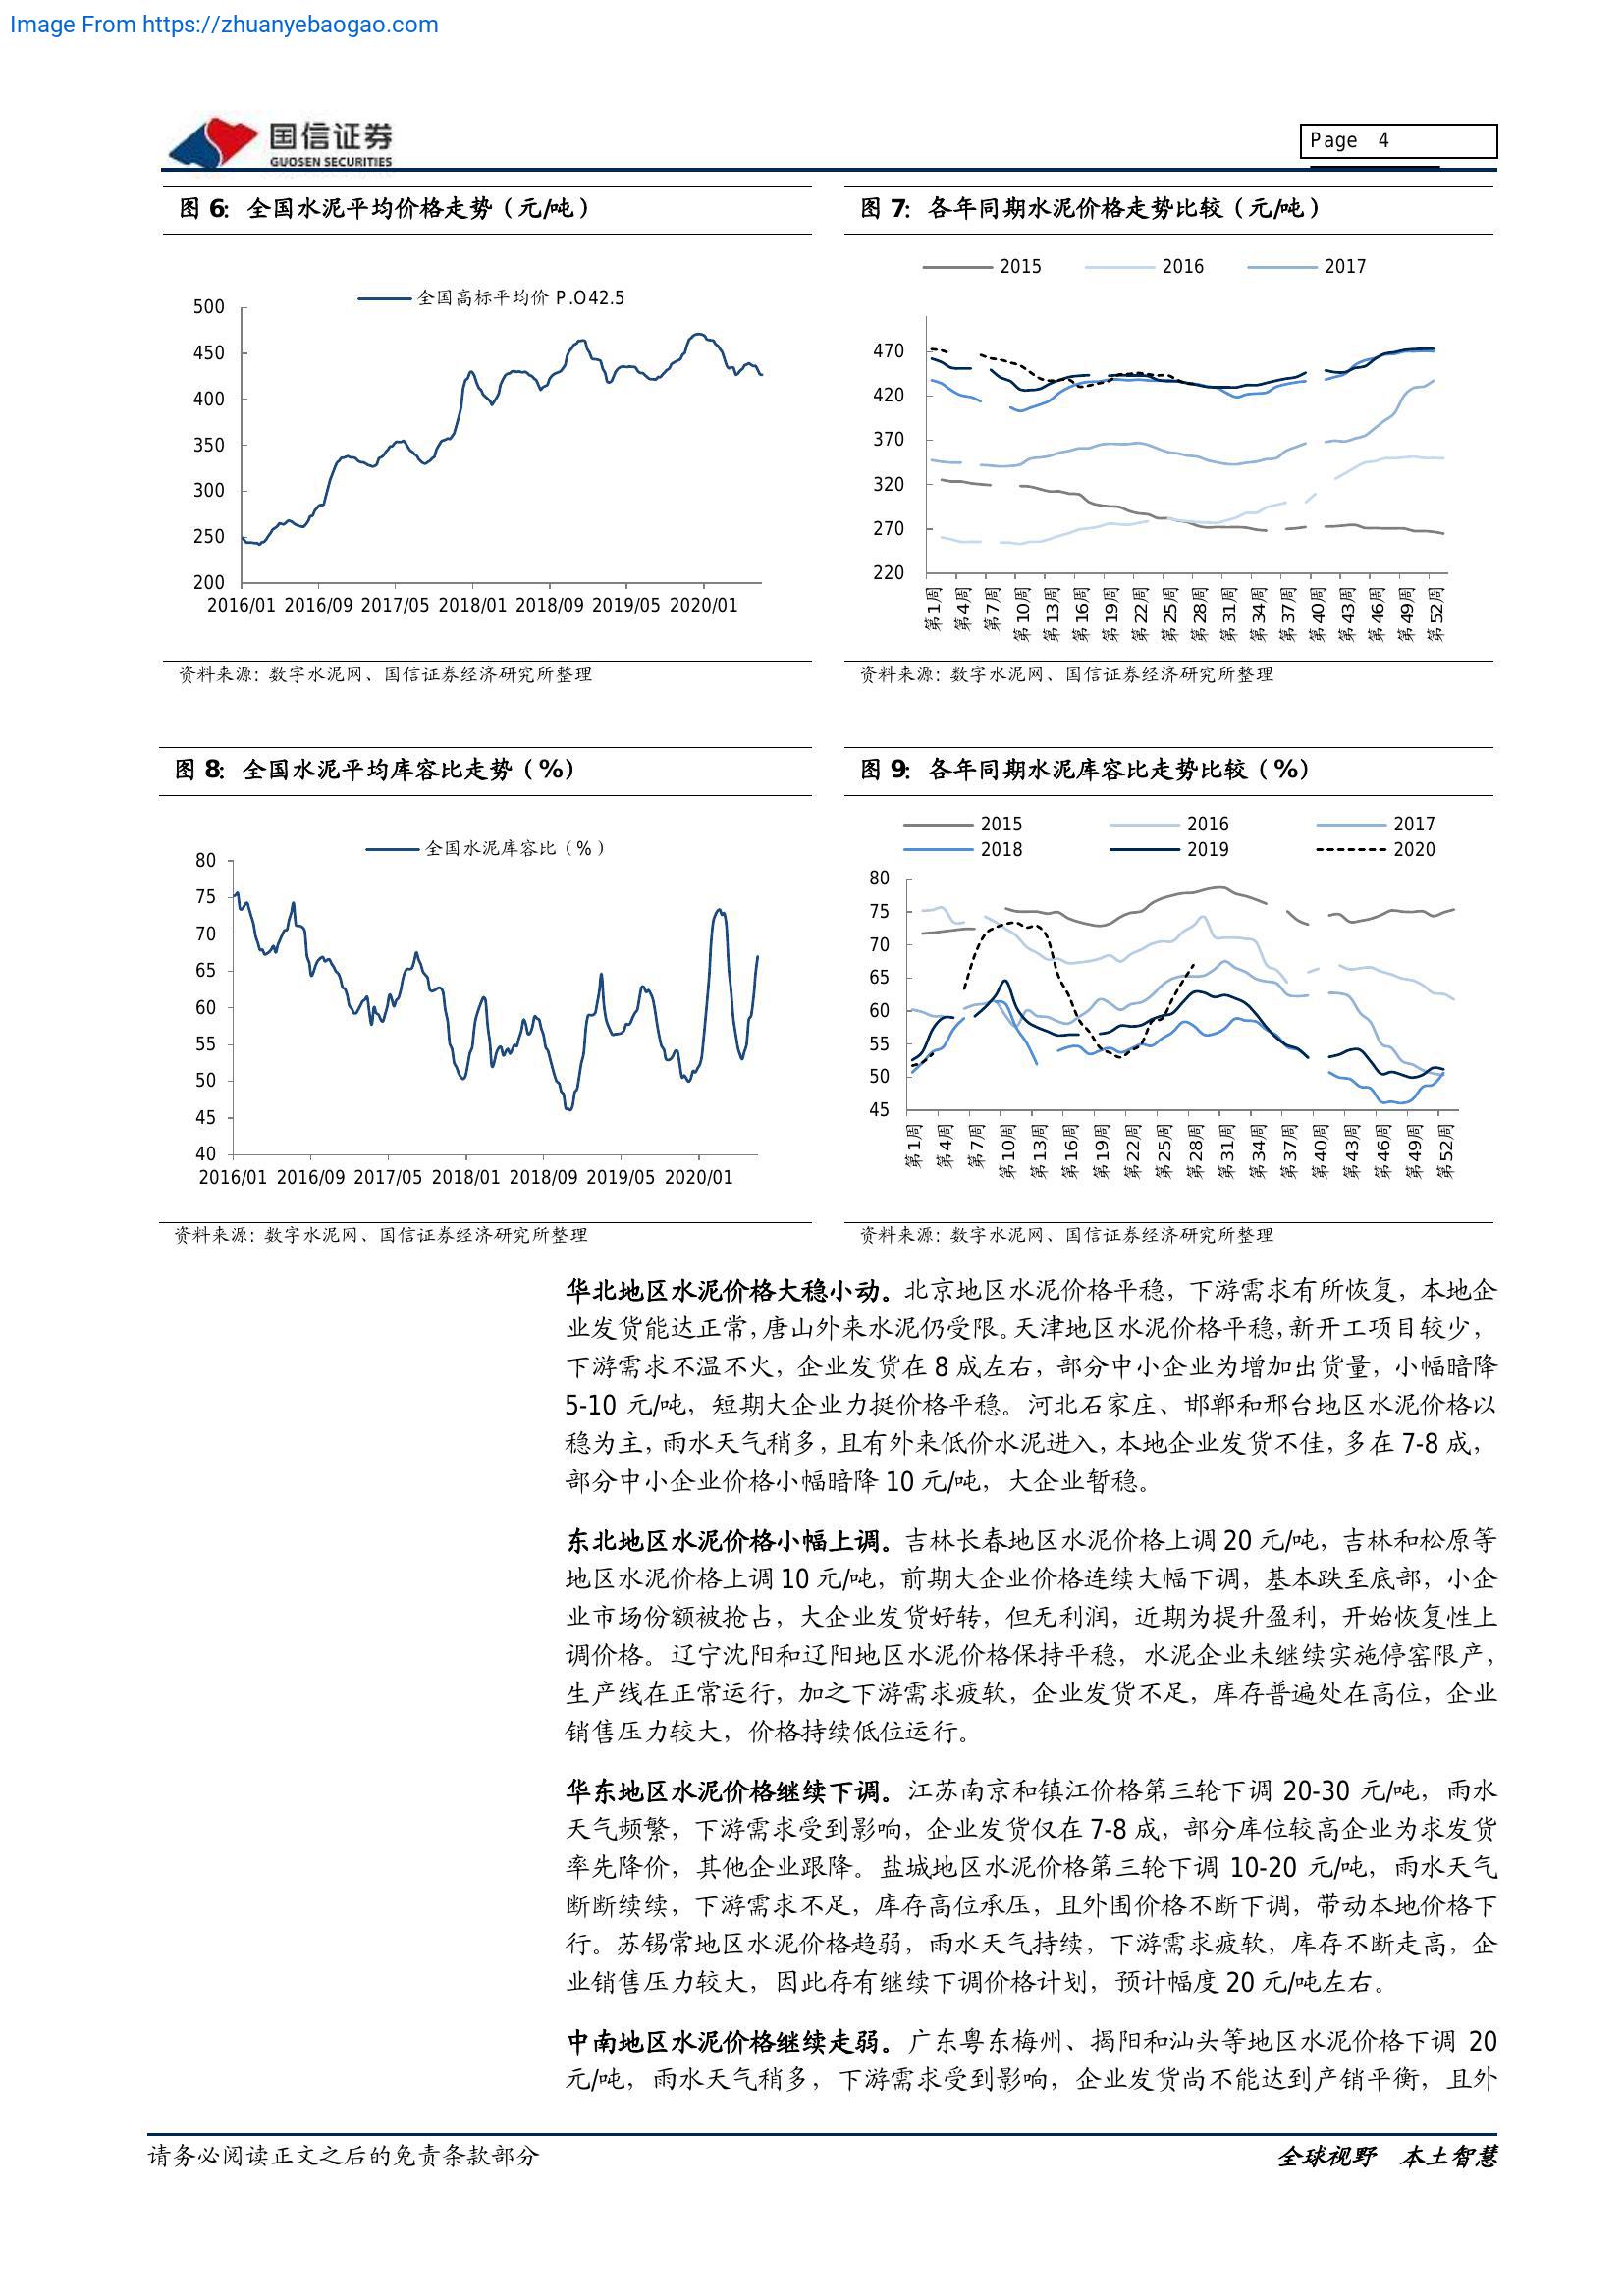 Image From https://zhuanyebaogao.com
国信证券
GUOSEN SECURITIES
Page 4
图 6: 全国水泥平均价格走势（元/吨）
全国高标平均价 P.O42.5
500
450
400
350
300
250
200
2016/01 2016/09 2017/05 2018/01 2018/09 2019/05 2020/01
资料来源: 数字水泥网、国信证券经济研究所整理
图 7: 各年同期水泥价格走势比较（元/吨）
2015 2016 2017
470
420
370
320
270
220
第1周 第4周 第7周 第10周 第13周 第16周 第19周 第22周 第25周 第28周 第31周 第34周 第37周 第40周 第43周 第46周 第49周 第52周
资料来源: 数字水泥网、国信证券经济研究所整理
图 8: 全国水泥平均库容比走势（%）
全国水泥库容比（%）
80
75
70
65
60
55
50
45
40
2016/01 2016/09 2017/05 2018/01 2018/09 2019/05 2020/01
资料来源: 数字水泥网、国信证券经济研究所整理
图 9: 各年同期水泥库容比走势比较（%）
2015 2016 2017
2018 2019 2020
80
75
70
65
60
55
50
45
第1周 第4周 第7周 第10周 第13周 第16周 第19周 第22周 第25周 第28周 第31周 第34周 第37周 第40周 第43周 第46周 第49周 第52周
资料来源: 数字水泥网、国信证券经济研究所整理
华北地区水泥价格大稳小动。北京地区水泥价格平稳，下游需求有所恢复，本地企
业发货能达正常，唐山外来水泥仍受限。天津地区水泥价格平稳，新开工项目较少，
下游需求不温不火，企业发货在 8 成左右，部分中小企业为增加出货量，小幅暗降
5-10 元/吨，短期大企业力挺价格平稳。河北石家庄、邯郸和邢台地区水泥价格以
稳为主，雨水天气稍多，且有外来低价水泥进入，本地企业发货不佳，多在 7-8 成，
部分中小企业价格小幅暗降 10 元/吨，大企业暂稳。
东北地区水泥价格小幅上调。吉林长春地区水泥价格上调 20 元/吨，吉林和松原等
地区水泥价格上调 10 元/吨，前期大企业价格连续大幅下调，基本跌至底部，小企
业市场份额被抢占，大企业发货好转，但无利润，近期为提升盈利，开始恢复性上
调价格。辽宁沈阳和辽阳地区水泥价格保持平稳，水泥企业未继续实施停窑限产，
生产线在正常运行，加之下游需求疲软，企业发货不足，库存普遍处在高位，企业
销售压力较大，价格持续低位运行。
华东地区水泥价格继续下调。江苏南京和镇江价格第三轮下调 20-30 元/吨，雨水
天气频繁，下游需求受到影响，企业发货仅在 7-8 成，部分库位较高企业为求发货
率先降价，其他企业跟降。盐城地区水泥价格第三轮下调 10-20 元/吨，雨水天气
断断续续，下游需求不足，库存高位承压，且外围价格不断下调，带动本地价格下
行。苏锡常地区水泥价格趋弱，雨水天气持续，下游需求疲软，库存不断走高，企
业销售压力较大，因此存有继续下调价格计划，预计幅度 20 元/吨左右。
中南地区水泥价格继续走弱。广东粤东梅州、揭阳和汕头等地区水泥价格下调 20
元/吨，雨水天气稍多，下游需求受到影响，企业发货尚不能达到产销平衡，且外
请务必阅读正文之后的免责条款部分
全球视野 本土智慧